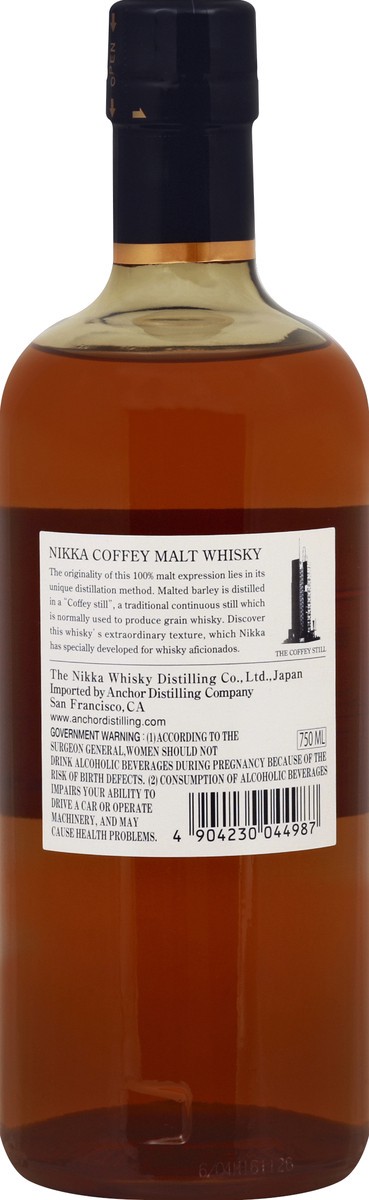 OPEN
NIKKA COFFEY MALT WHISKY
The originality of this 100% malt expression lies in its
unique distillation method. Malted barley is distilled
in a "Coffey still", a traditional continuous still which
is normally used to produce grain whisky. Discover
this whisky's extraordinary texture, which Nikka
has specially developed for whisky aficionados.
THE COFFEY STILL
The Nikka Whisky Distilling Co., Ltd., Japan
Imported by Anchor Distilling Company
San Francisco, CA
www.anchordistilling.com
750 ML
GOVERNMENT WARNING : (1) ACCORDING TO THE
SURGEON GENERAL, WOMEN SHOULD NOT
DRINK ALCOHOLIC BEVERAGES DURING PREGNANCY BECAUSE OF THE
RISK OF BIRTH DEFECTS. (2) CONSUMPTION OF ALCOHOLIC BEVERAGES
IMPAIRS YOUR ABILITY TO
DRIVE A CAR OR OPERATE
MACHINERY, AND MAY
CAUSE HEALTH PROBLEMS.
4 904230 044987